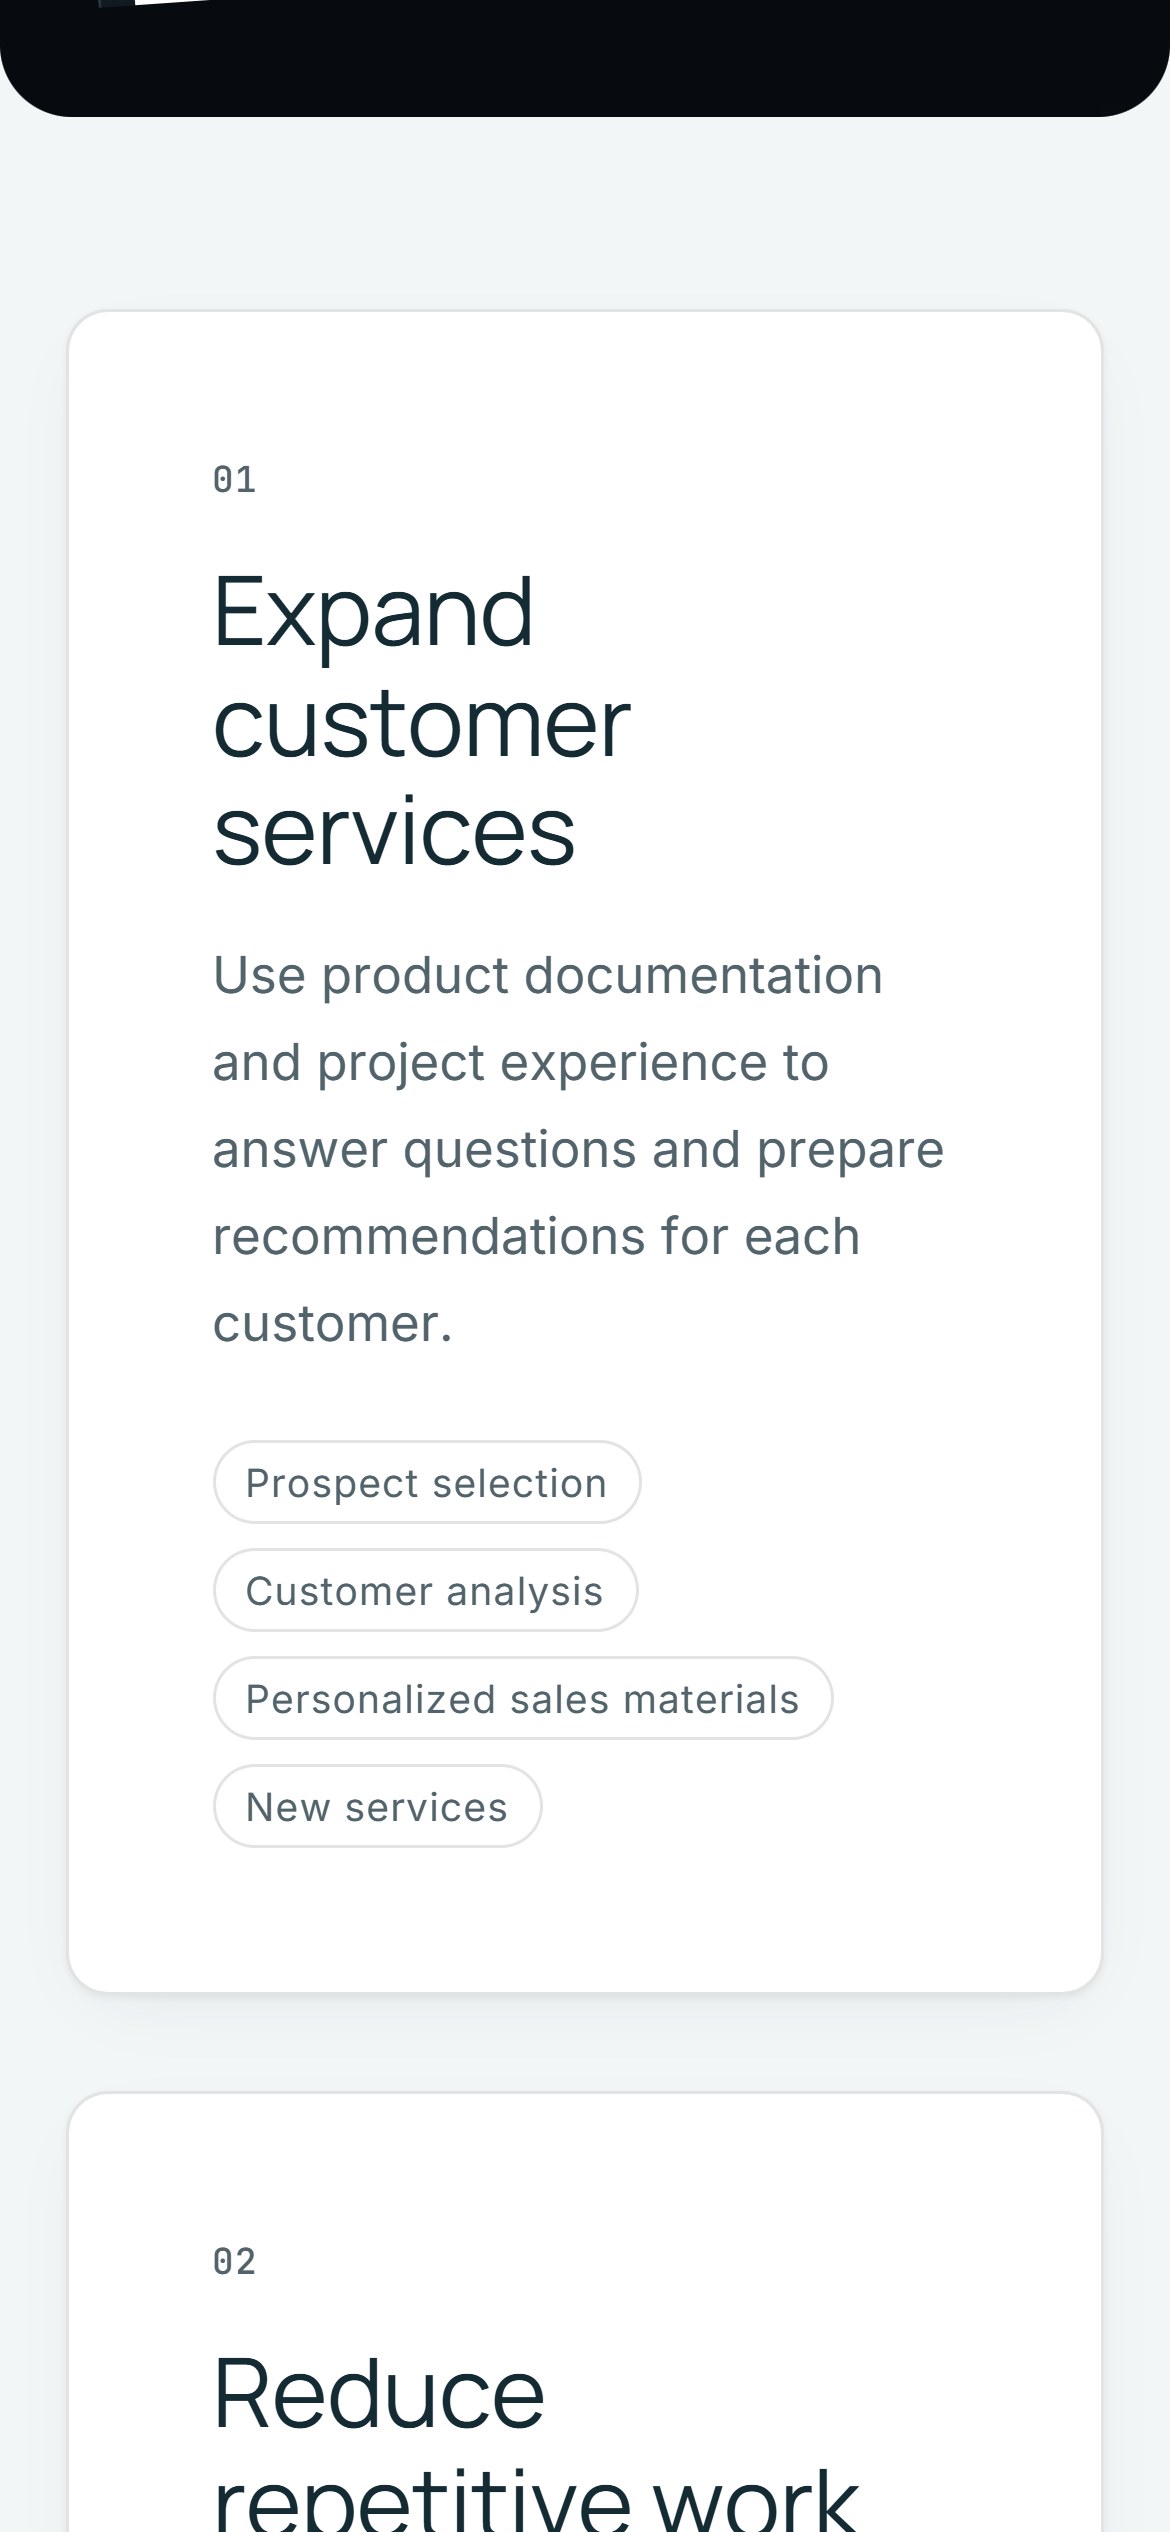 01
Expand
customer
services
Use product documentation
and project experience to
answer questions and prepare
recommendations for each
customer.
Prospect selection
Customer analysis
Personalized sales materials
New services
02
Reduce
repetitive work